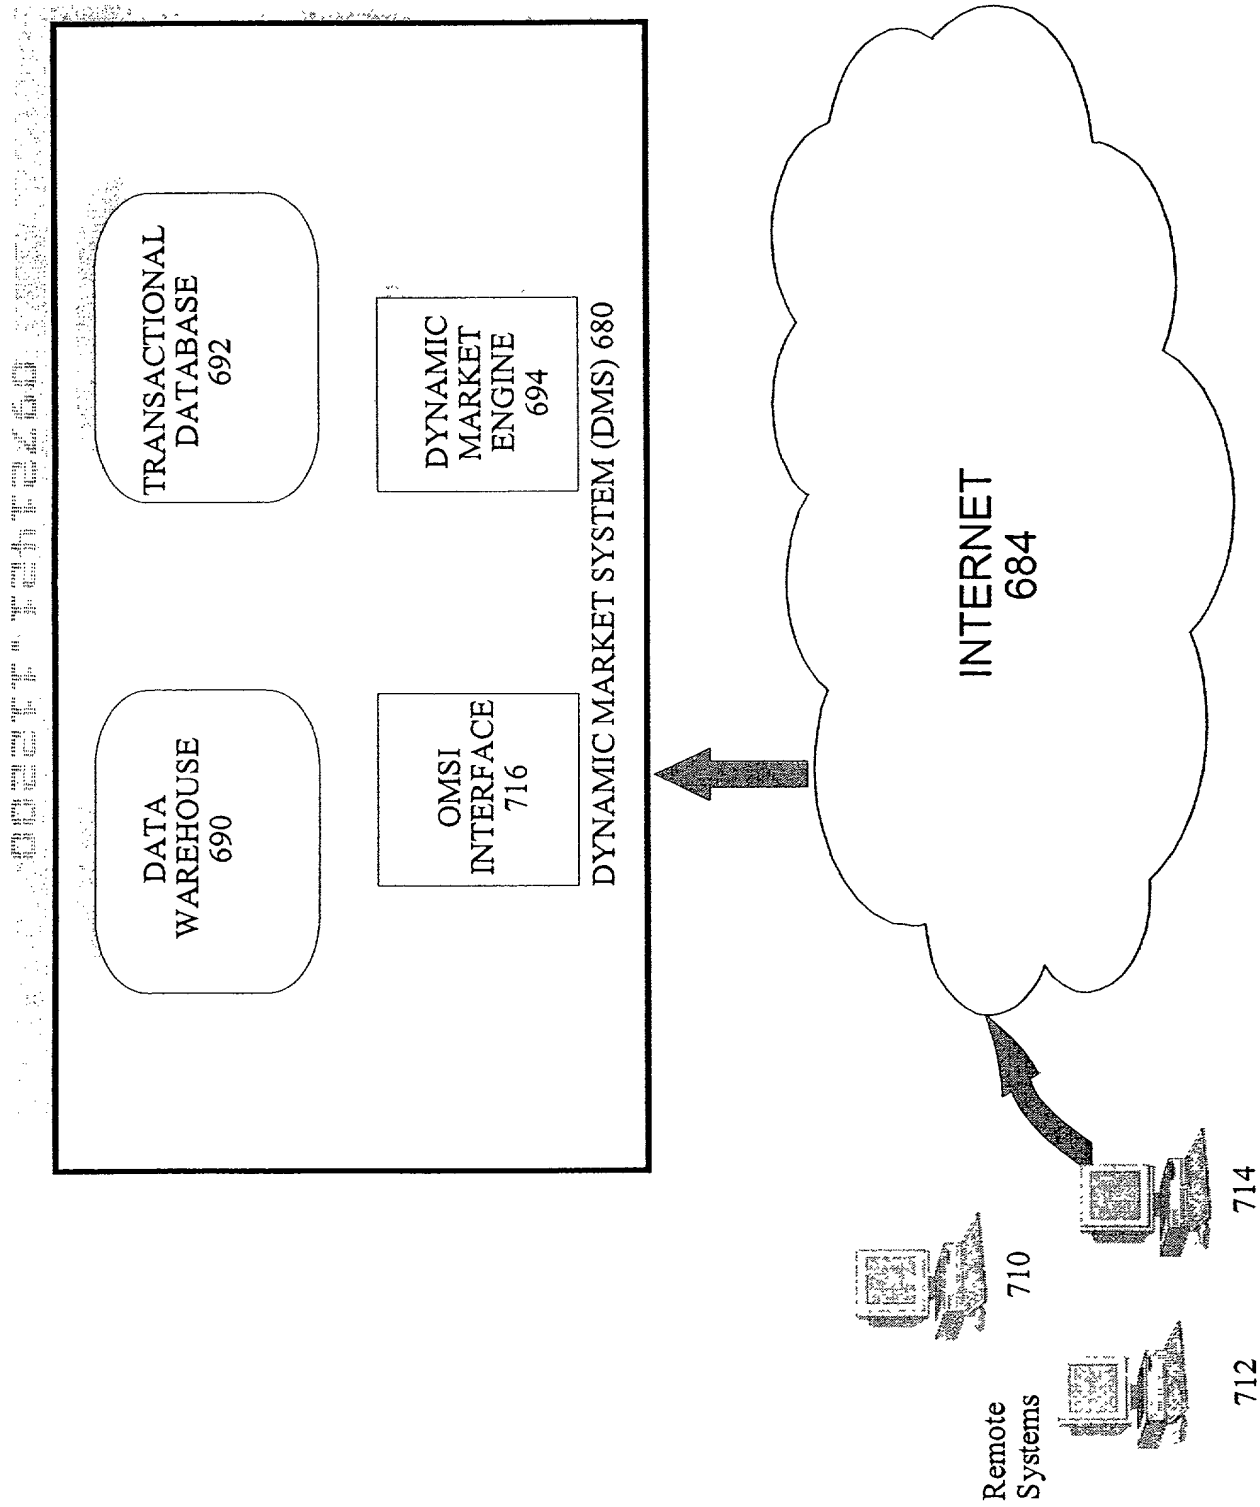 DATA
WAREHOUSE
690
TRANSACTIONAL
DATABASE
692
OMSI
INTERFACE
716
DYNAMIC
MARKET
ENGINE
694
DYNAMIC MARKET SYSTEM (DMS) 680
INTERNET
684
Remote
Systems
710
712
714